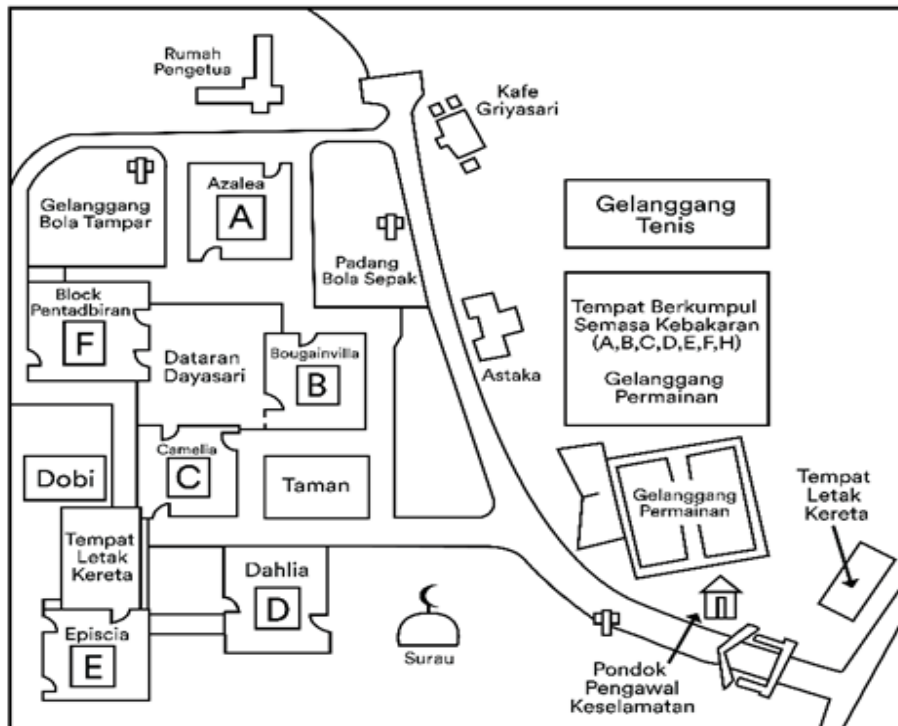 Rumah
Pengetua
Kafe
Griyasari
Gelanggang
Bola Tampar
Azalea
A
Padang
Bola Sepak
Gelanggang
Tenis
Block
Pentadbiran
F
Dataran
Dayasari
Bougainvilla
B
Astaka
Tempat Berkumpul
Semasa Kebakaran
(A,B,C,D,E,F,H)
Gelanggang
Permainan
Dobi
Camelia
C
Taman
Gelanggang
Permainan
Tempat
Letak
Kereta
Tempat
Letak
Kereta
Dahlia
D
Episcia
E
Surau
Pondok
Pengawal
Keselamatan